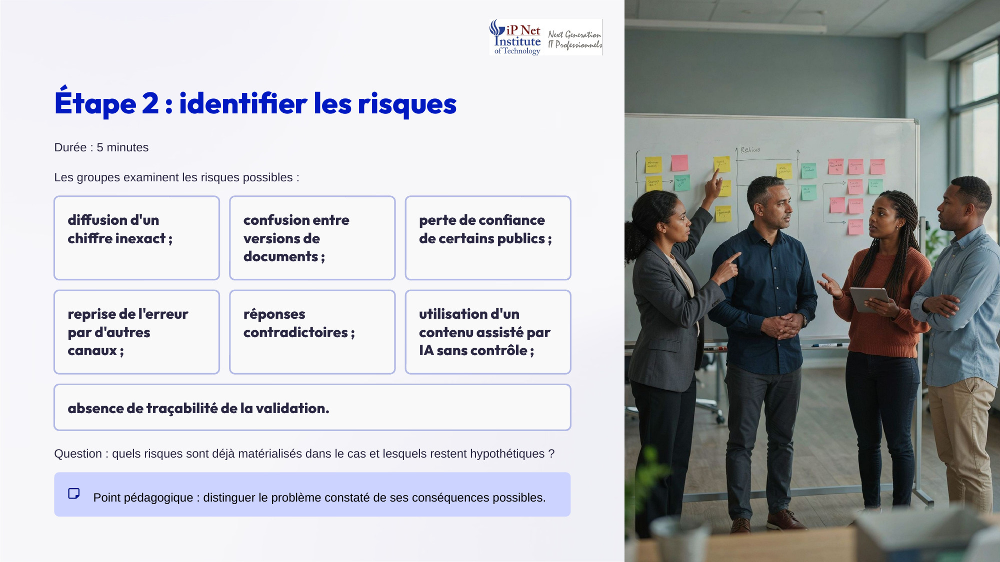 iP Net
Institute
of Technology
Next Generation
IT Professionnels
Étape 2 : identifier les risques
Durée : 5 minutes
Les groupes examinent les risques possibles :
diffusion d'un
chiffre inexact ;
confusion entre
versions de
documents ;
perte de confiance
de certains publics ;
reprise de l'erreur
par d'autres
canaux ;
réponses
contradictoires ;
utilisation d'un
contenu assisté par
IA sans contrôle ;
absence de traçabilité de la validation.
Question : quels risques sont déjà matérialisés dans le cas et lesquels restent hypothétiques ?
Point pédagogique : distinguer le problème constaté de ses conséquences possibles.